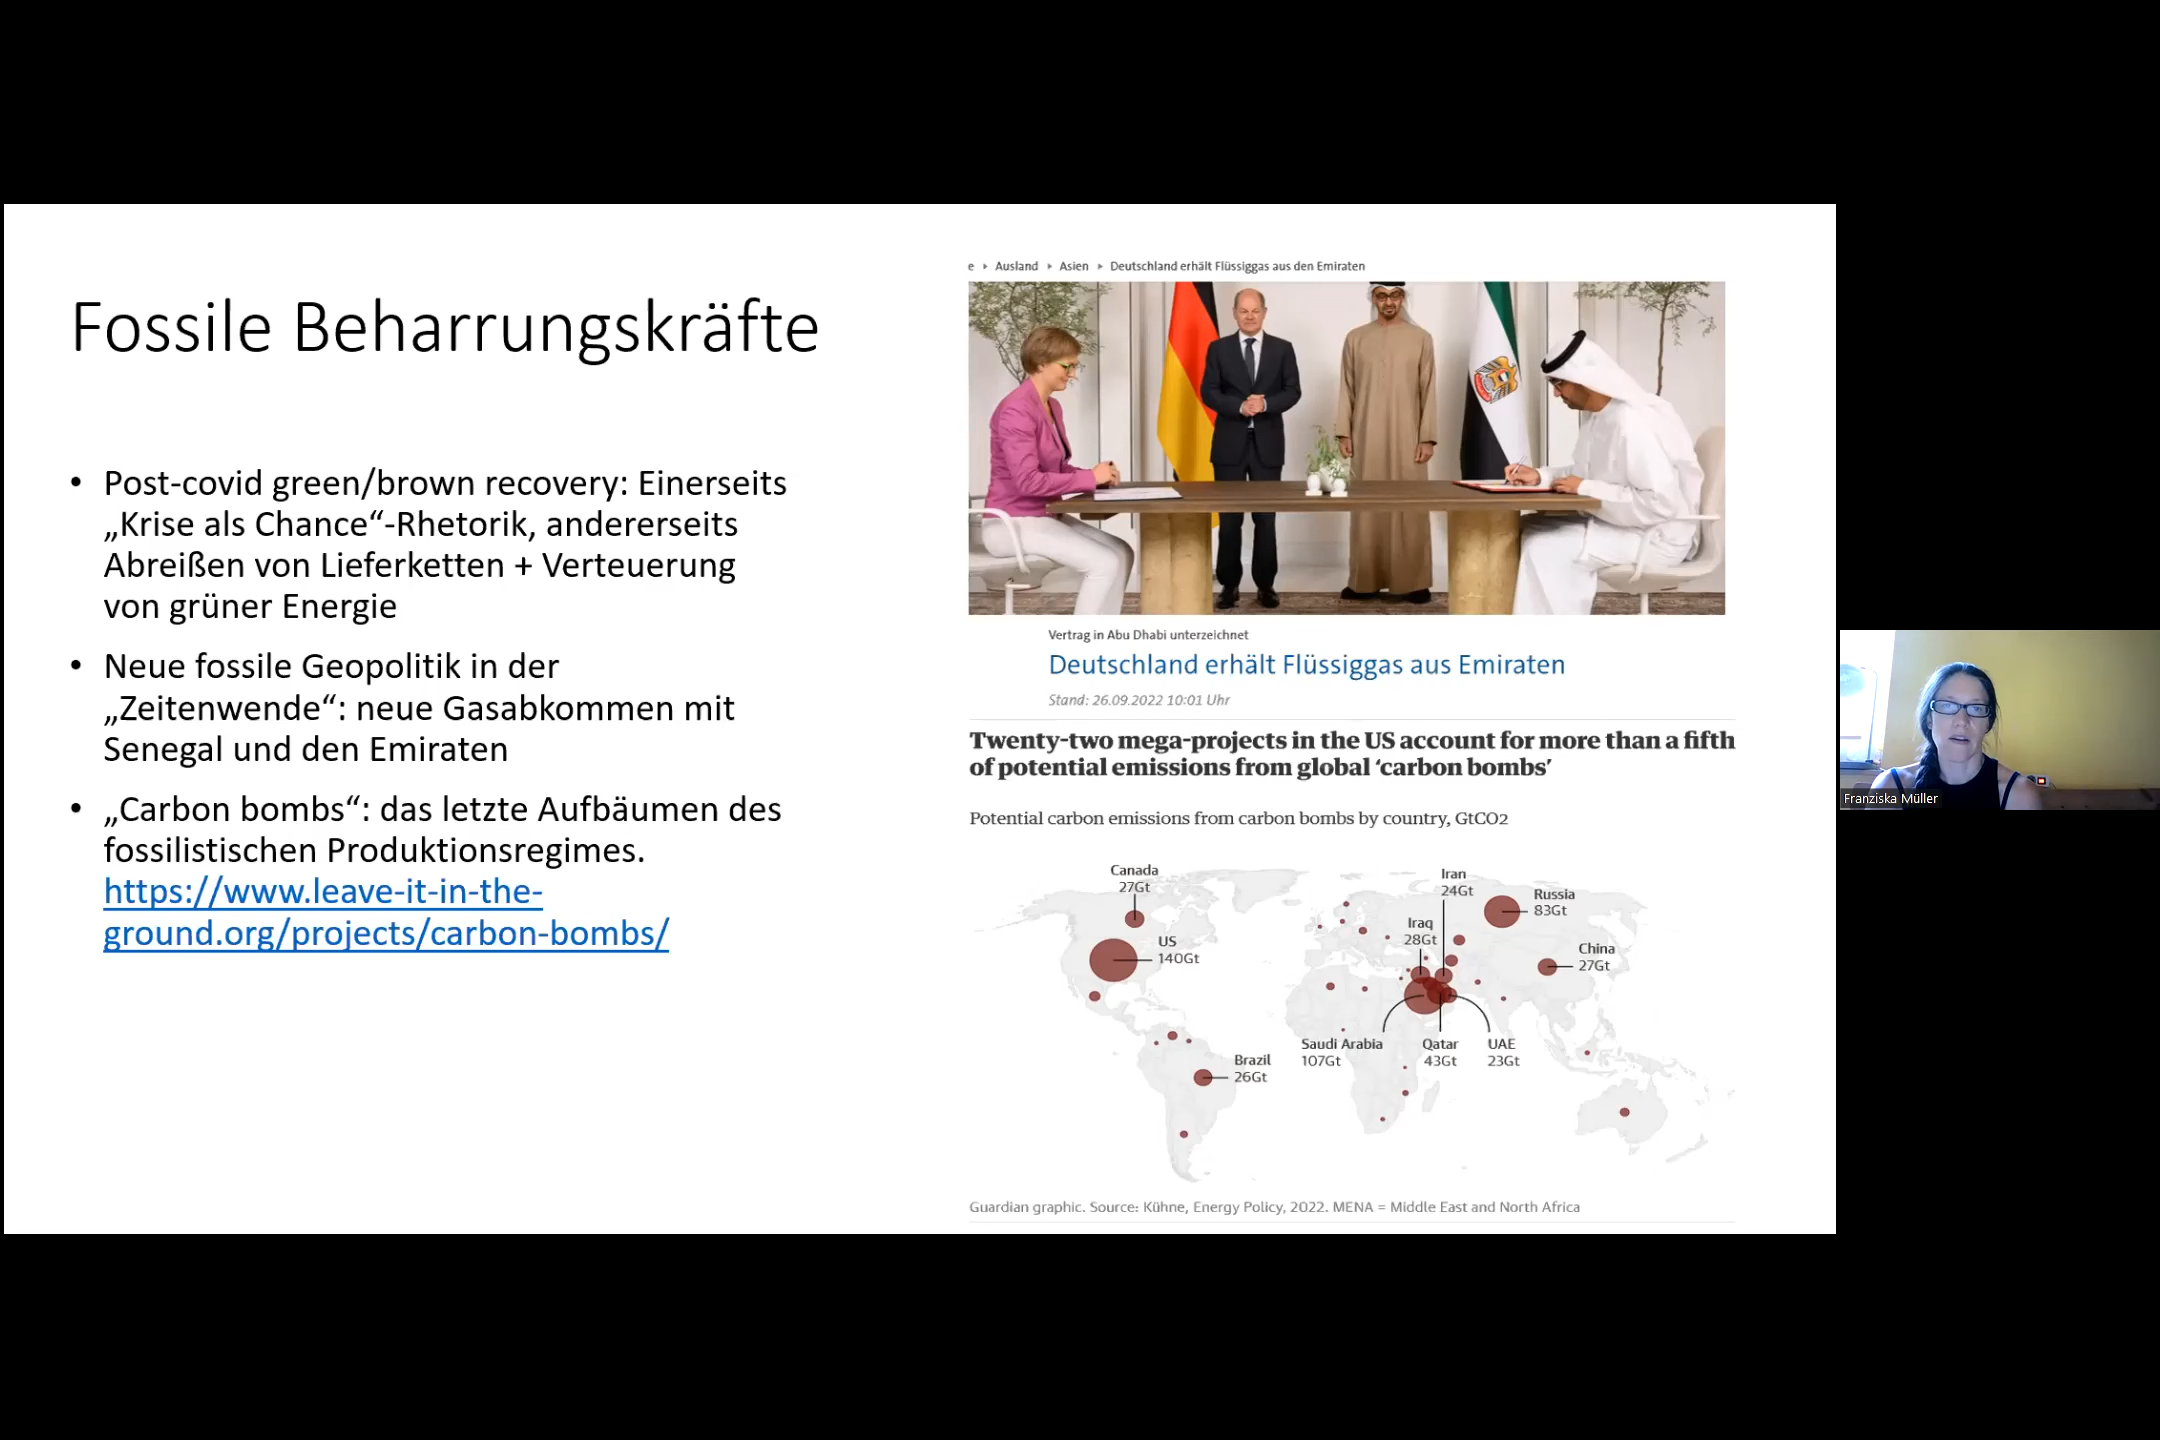 Fossile Beharrungskräfte
• Post-covid green/brown recovery: Einerseits
„Krise als Chance“-Rhetorik, andererseits
Abreißen von Lieferketten + Verteuerung
von grüner Energie
• Neue fossile Geopolitik in der
„Zeitenwende“: neue Gasabkommen mit
Senegal und den Emiraten
• „Carbon bombs“: das letzte Aufbäumen des
fossilistischen Produktionsregimes.
https://www.leave-it-in-the-
ground.org/projects/carbon-bombs/
e ▸ Ausland ▸ Asien ▸ Deutschland erhält Flüssiggas aus den Emiraten
Vertrag in Abu Dhabi unterzeichnet
Deutschland erhält Flüssiggas aus Emiraten
Stand: 26.09.2022 10:01 Uhr
Twenty-two mega-projects in the US account for more than a fifth
of potential emissions from global ‘carbon bombs’
Potential carbon emissions from carbon bombs by country, GtCO2
Canada
27Gt
US
140Gt
Brazil
26Gt
Iran
24Gt
Iraq
28Gt
Russia
83Gt
China
27Gt
Saudi Arabia
107Gt
Qatar
43Gt
UAE
23Gt
Guardian graphic. Source: Kühne, Energy Policy, 2022. MENA = Middle East and North Africa
Franziska Müller